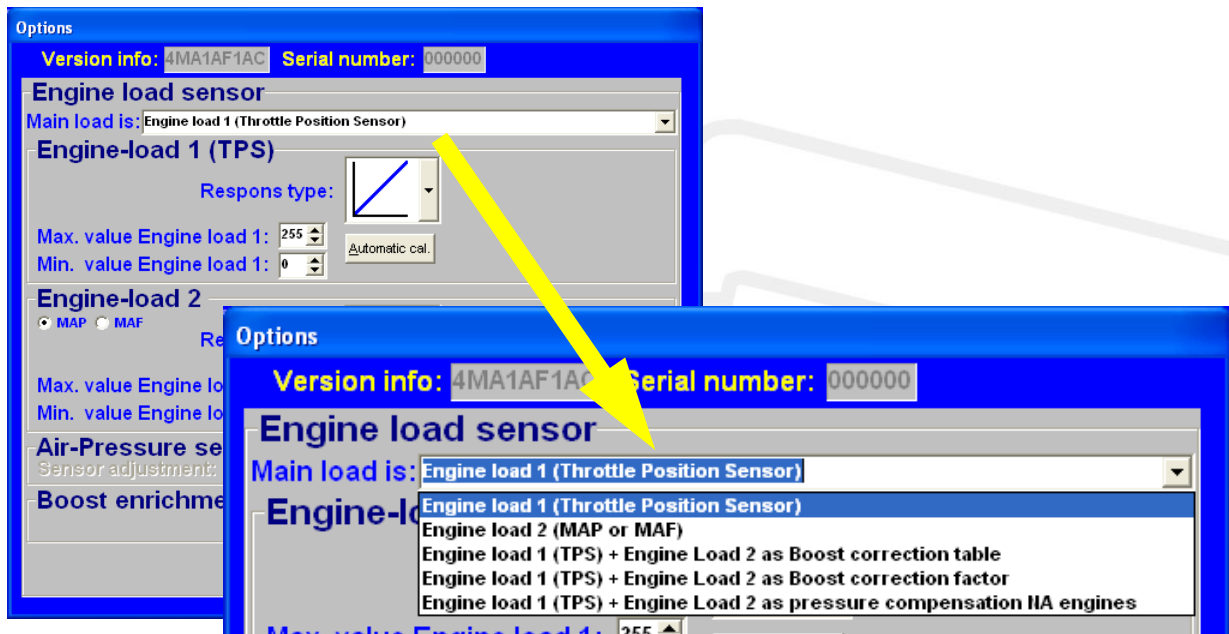 Options
Version info: 4MA1AF1AC Serial number: 000000
Engine load sensor
Main load is: Engine load 1 (Throttle Position Sensor)
Engine-load 1 (TPS)
Respons type:
Max. value Engine load 1: 255
Automatic cal.
Min. value Engine load 1: 0
Engine-load 2
MAP MAF
Re
Max. value Engine lo
Min. value Engine lo
Air-Pressure se
Sensor adjustment:
Boost enrichme
Options
Version info: 4MA1AF1AC Serial number: 000000
Engine load sensor
Main load is: Engine load 1 (Throttle Position Sensor)
Engine-lo
Engine load 1 (Throttle Position Sensor)
Engine load 2 (MAP or MAF)
Engine load 1 (TPS) + Engine Load 2 as Boost correction table
Engine load 1 (TPS) + Engine Load 2 as Boost correction factor
Engine load 1 (TPS) + Engine Load 2 as pressure compensation NA engines
Max. value Engine load 1: 255